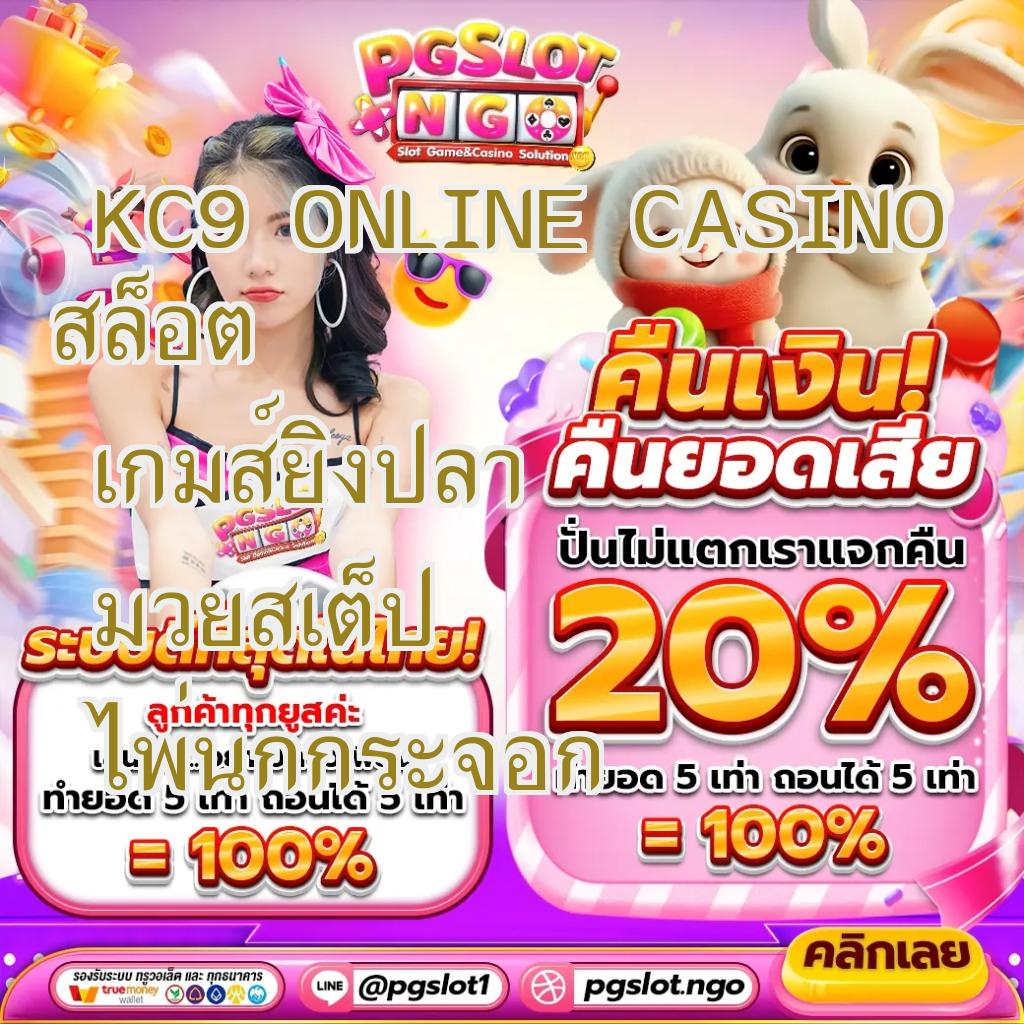 PGSLOT
NGO
Slot Game&Casino Solution
KC9 ONLINE CASINO
สล็อต
เกมส์ยิงปลา
มวยสเต็ป
ไพ่นกกระจอก
คืนเงิน!
คืนยอดเสีย
ปั่นไม่แตกเราแจกคืน
20%
ยอด 5 เท่า ถอนได้ 5 เท่า
= 100%
PGSLOT
NGO
ลูกค้าทุกยูสค่ะ
ทำยอด 5 เท่า ถอนได้ 5 เท่า
= 100%
คลิกเลย
รองรับระบบ ทรูวอเล็ต และ ทุกธนาคาร
truemoney
wallet
LINE @pgslot1
pgslot.ngo